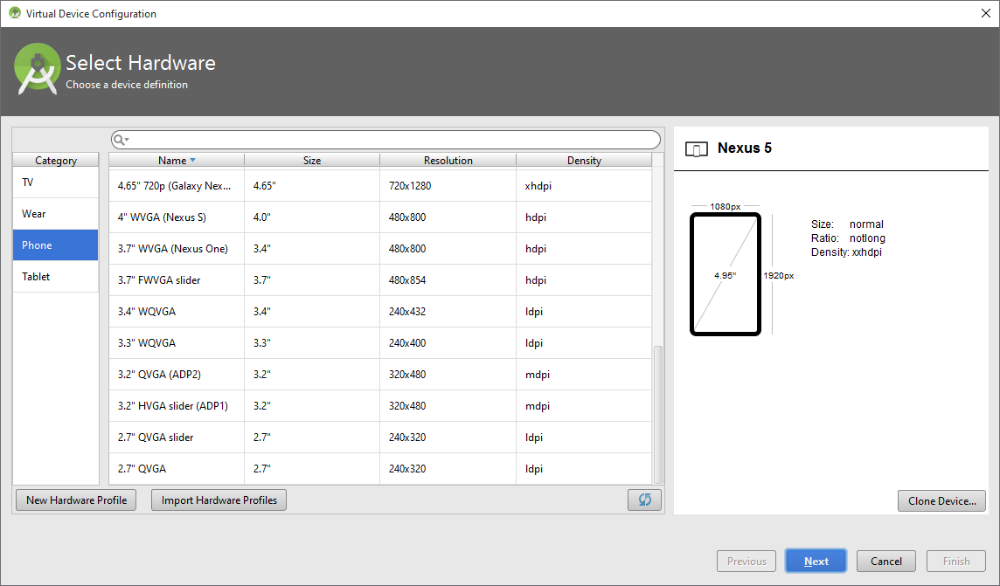 Virtual Device Configuration
Select Hardware
Choose a device definition
Category
TV
Wear
Phone
Tablet
Name Size Resolution Density
4.65" 720p (Galaxy Nex... 4.65" 720x1280 xhdpi
4" WVGA (Nexus S) 4.0" 480x800 hdpi
3.7" WVGA (Nexus One) 3.4" 480x800 hdpi
3.7" FWVGA slider 3.7" 480x854 hdpi
3.4" WQVGA 3.4" 240x432 ldpi
3.3" WQVGA 3.3" 240x400 ldpi
3.2" QVGA (ADP2) 3.2" 320x480 mdpi
3.2" HVGA slider (ADP1) 3.2" 320x480 mdpi
2.7" QVGA slider 2.7" 240x320 ldpi
2.7" QVGA 2.7" 240x320 ldpi
New Hardware Profile Import Hardware Profiles
Nexus 5
1080px
4.95"
1920px
Size: normal
Ratio: notlong
Density: xxhdpi
Clone Device...
Previous Next Cancel Finish